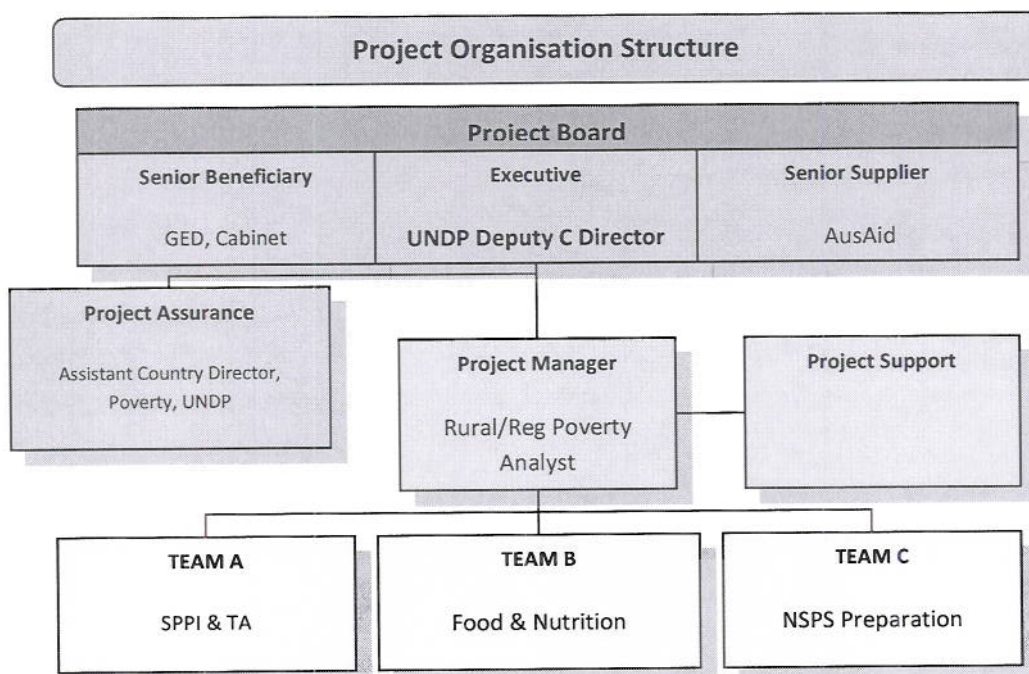 Project Organisation Structure
Project Board
Senior Beneficiary
GED, Cabinet
Executive
UNDP Deputy C Director
Senior Supplier
AusAid
Project Assurance
Assistant Country Director,
Poverty, UNDP
Project Manager
Rural/Reg Poverty
Analyst
Project Support
TEAM A
SPPI & TA
TEAM B
Food & Nutrition
TEAM C
NSPS Preparation